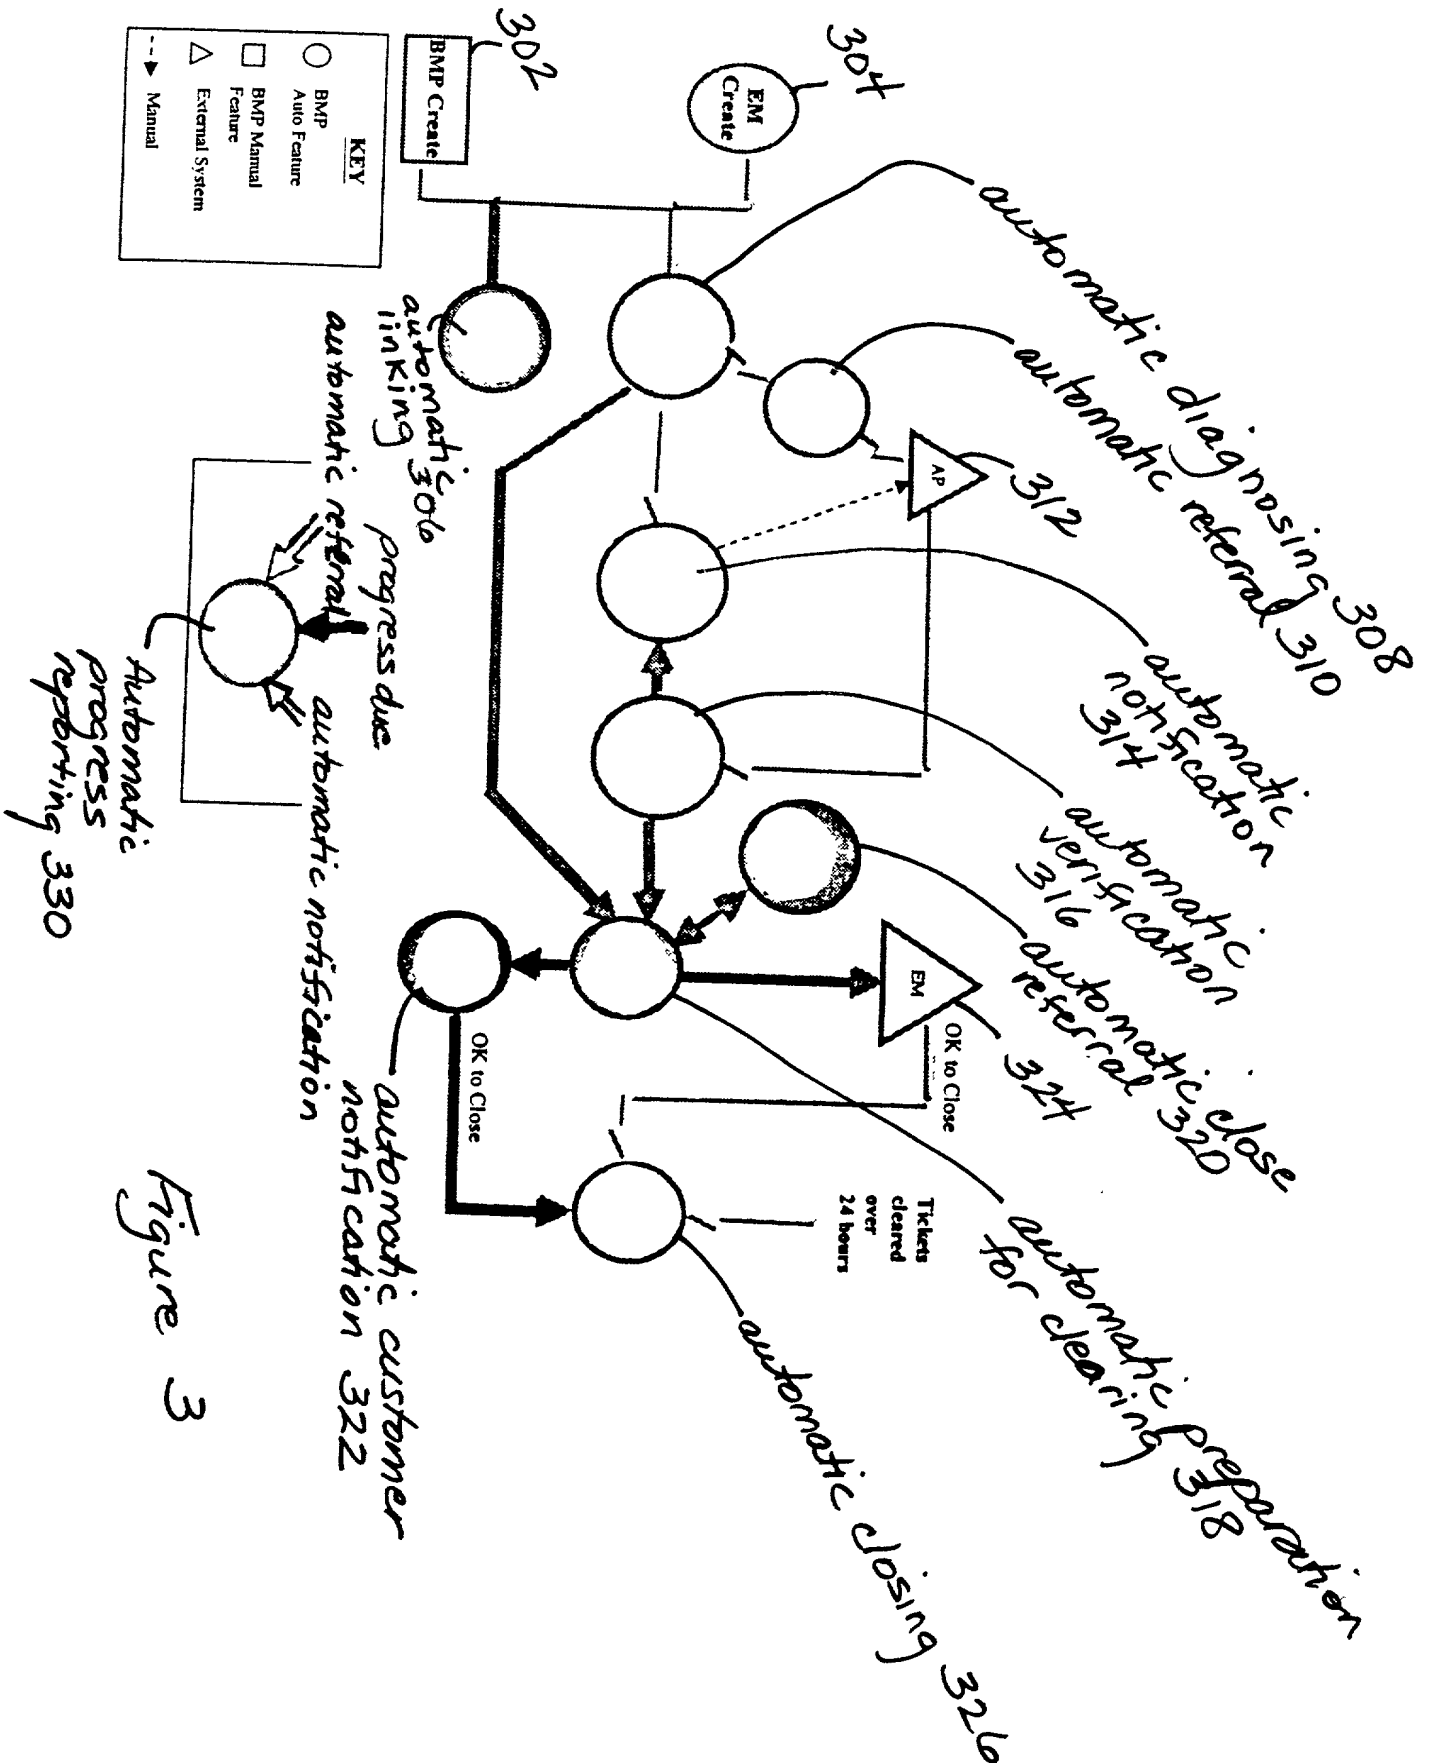 304
EM
Create
302
BMP Create
KEY
BMP
Auto Feature
BMP Manual
Feature
External System
Manual
automatic diagnosing 308
automatic referral 310
AP
312
automatic
notification
314
automatic
verification
316
automatic close
referral 320
EM
324
OK to Close
automatic preparation
for clearing
318
Tickets
cleared
over
24 hours
automatic closing 326
automatic
linking 306
OK to Close
automatic customer
notification 322
automatic referral
progress due
automatic notification
Automatic
progress
reporting 330
Figure 3